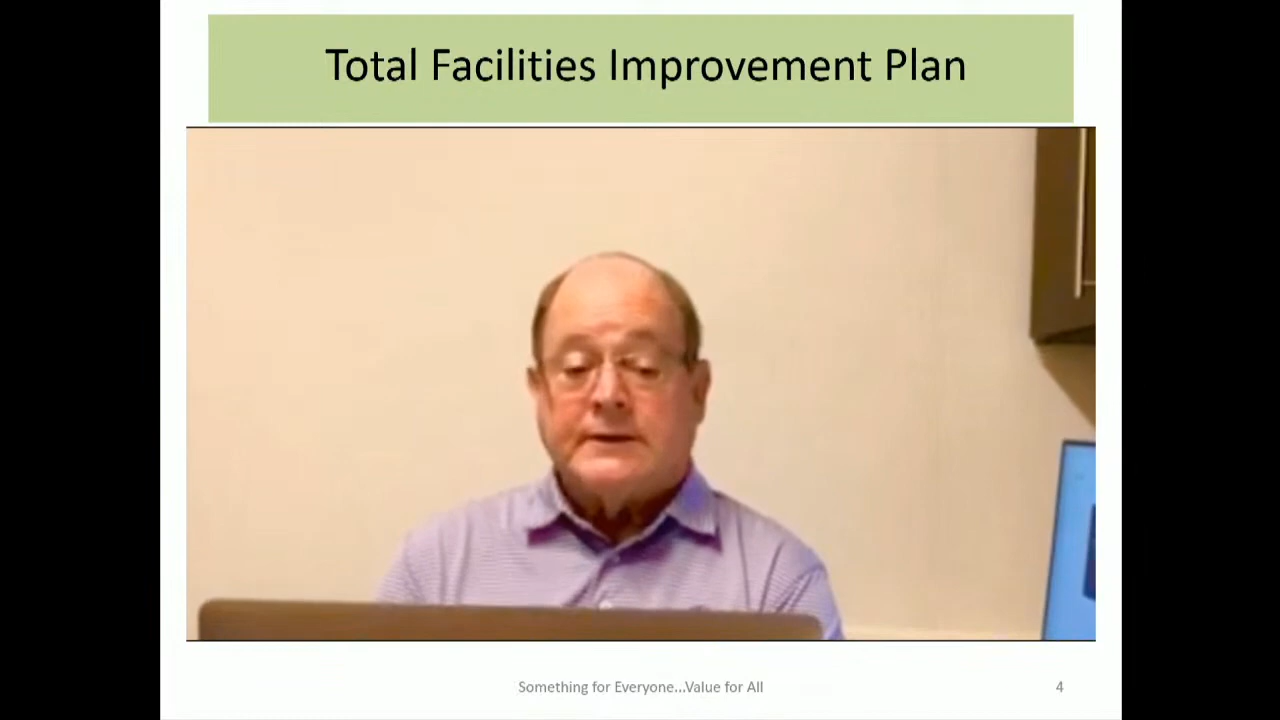 Total Facilities Improvement Plan
Something for Everyone...Value for All
4